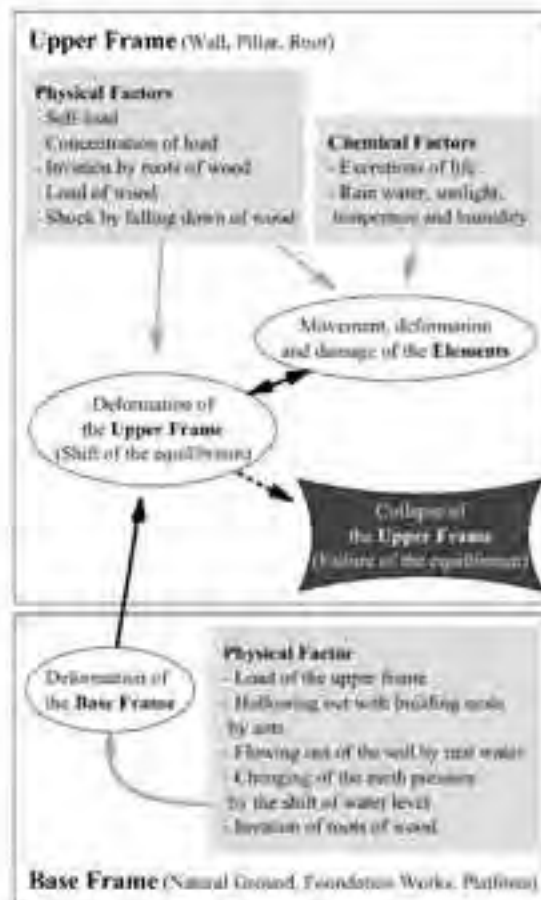 Upper Frame (Wall, Pillar, Roof)
Physical Factors
- Self-load
- Concentration of load
- Invation by roots of wood
- Load of wood
- Shock by falling down of wood
Chemical Factors
- Excretions of life
- Rain water, sunlight,
temperture and humidity
Movement, deformation
and damage of the Elements
Deformation of
the Upper Frame
(Shift of the equilibrium)
Collapse of
the Upper Frame
(Failure of the equilibrium)
Deformation of
the Base Frame
Physical Factor
- Load of the upper frame
- Hollowing out with building nests
by ants
- Flowing out of the soil by rain water
- Changing of the earth pressure
by the shift of water level
- Invation of roots of wood
Base Frame (Natural Ground, Foundation Works, Platform)